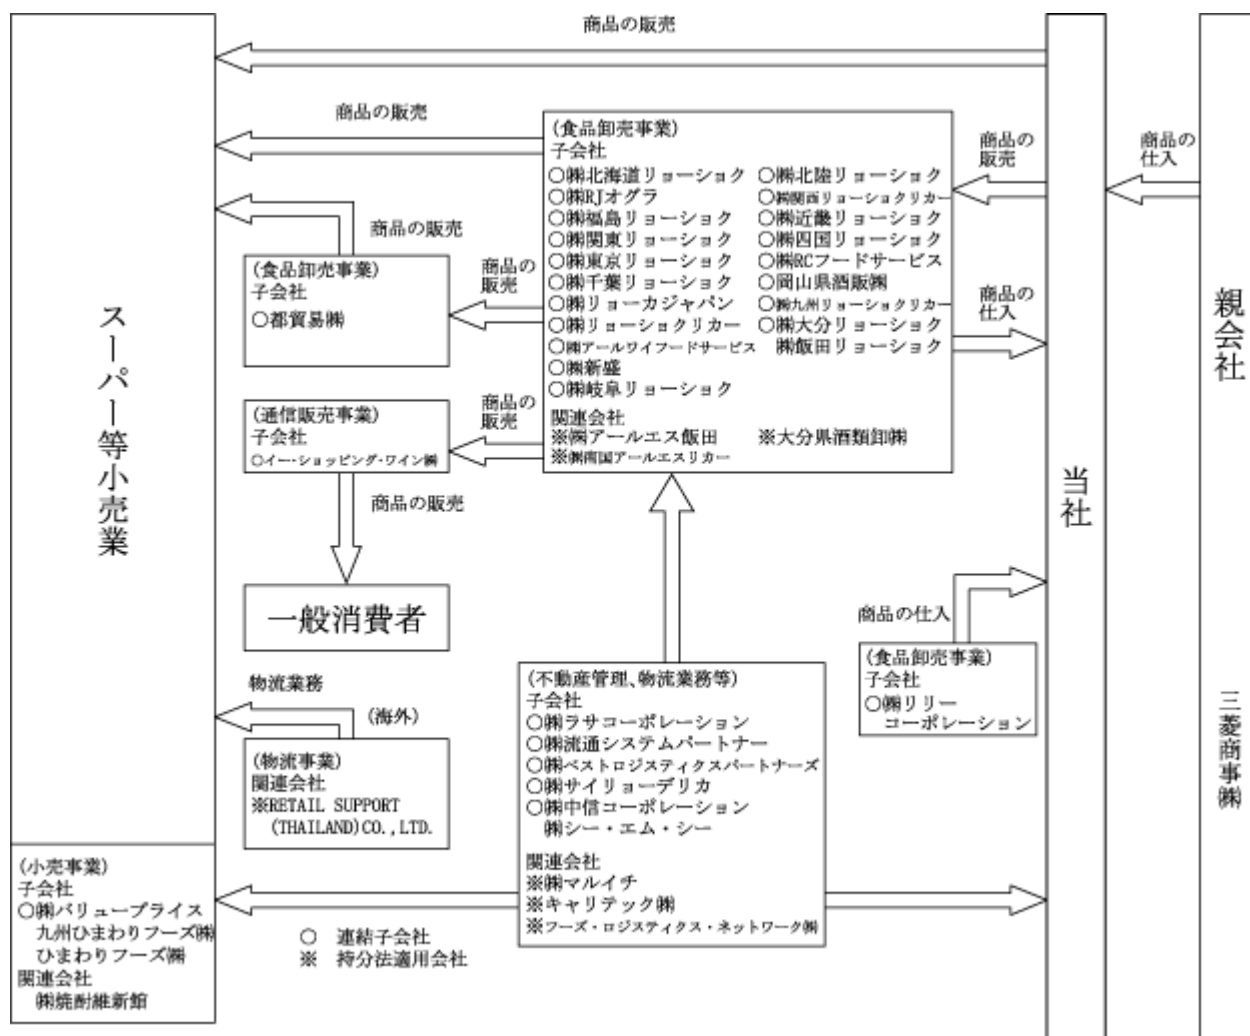 商品の販売
商品の販売
(食品卸売事業)
子会社
○㈱北海道リョーショク
○㈱RJオグラ
○㈱福島リョーショク
○㈱関東リョーショク
○㈱東京リョーショク
○㈱千葉リョーショク
○㈱リョーカジャパン
○㈱リョーショクリカー
○㈱アールワイフードサービス
○㈱新盛
○㈱岐阜リョーショク
○㈱北陸リョーショク
○㈱関西リョーショクリカー
○㈱近畿リョーショク
○㈱四国リョーショク
○㈱RCフードサービス
○岡山県酒販㈱
○㈱九州リョーショクリカー
○㈱大分リョーショク
㈱飯田リョーショク
関連会社
※㈱アールエス飯田
※大分県酒類卸㈱
※㈱南国アールエスリカー
商品の
販売
商品の
仕入
商品の
仕入
商品の販売
(食品卸売事業)
子会社
○都貿易㈱
商品の
販売
(通信販売事業)
子会社
○イー・ショッピング・ワイン㈱
商品の
販売
商品の販売
一般消費者
スーパー等小売業
当社
親会社
三菱商事㈱
商品の仕入
(食品卸売事業)
子会社
○㈱リリー
コーポレーション
物流業務
(海外)
(物流事業)
関連会社
※RETAIL SUPPORT
(THAILAND)CO.,LTD.
(不動産管理、物流業務等)
子会社
○㈱ラサコーポレーション
○㈱流通システムパートナー
○㈱ベストロジスティクスパートナーズ
○㈱サイリョーデリカ
○㈱中信コーポレーション
㈱シー・エム・シー
関連会社
※㈱マルイチ
※キャリテック㈱
※フーズ・ロジスティクス・ネットワーク㈱
(小売事業)
子会社
○㈱バリュープライス
九州ひまわりフーズ㈱
ひまわりフーズ㈱
関連会社
㈱焼酎維新館
○ 連結子会社
※ 持分法適用会社